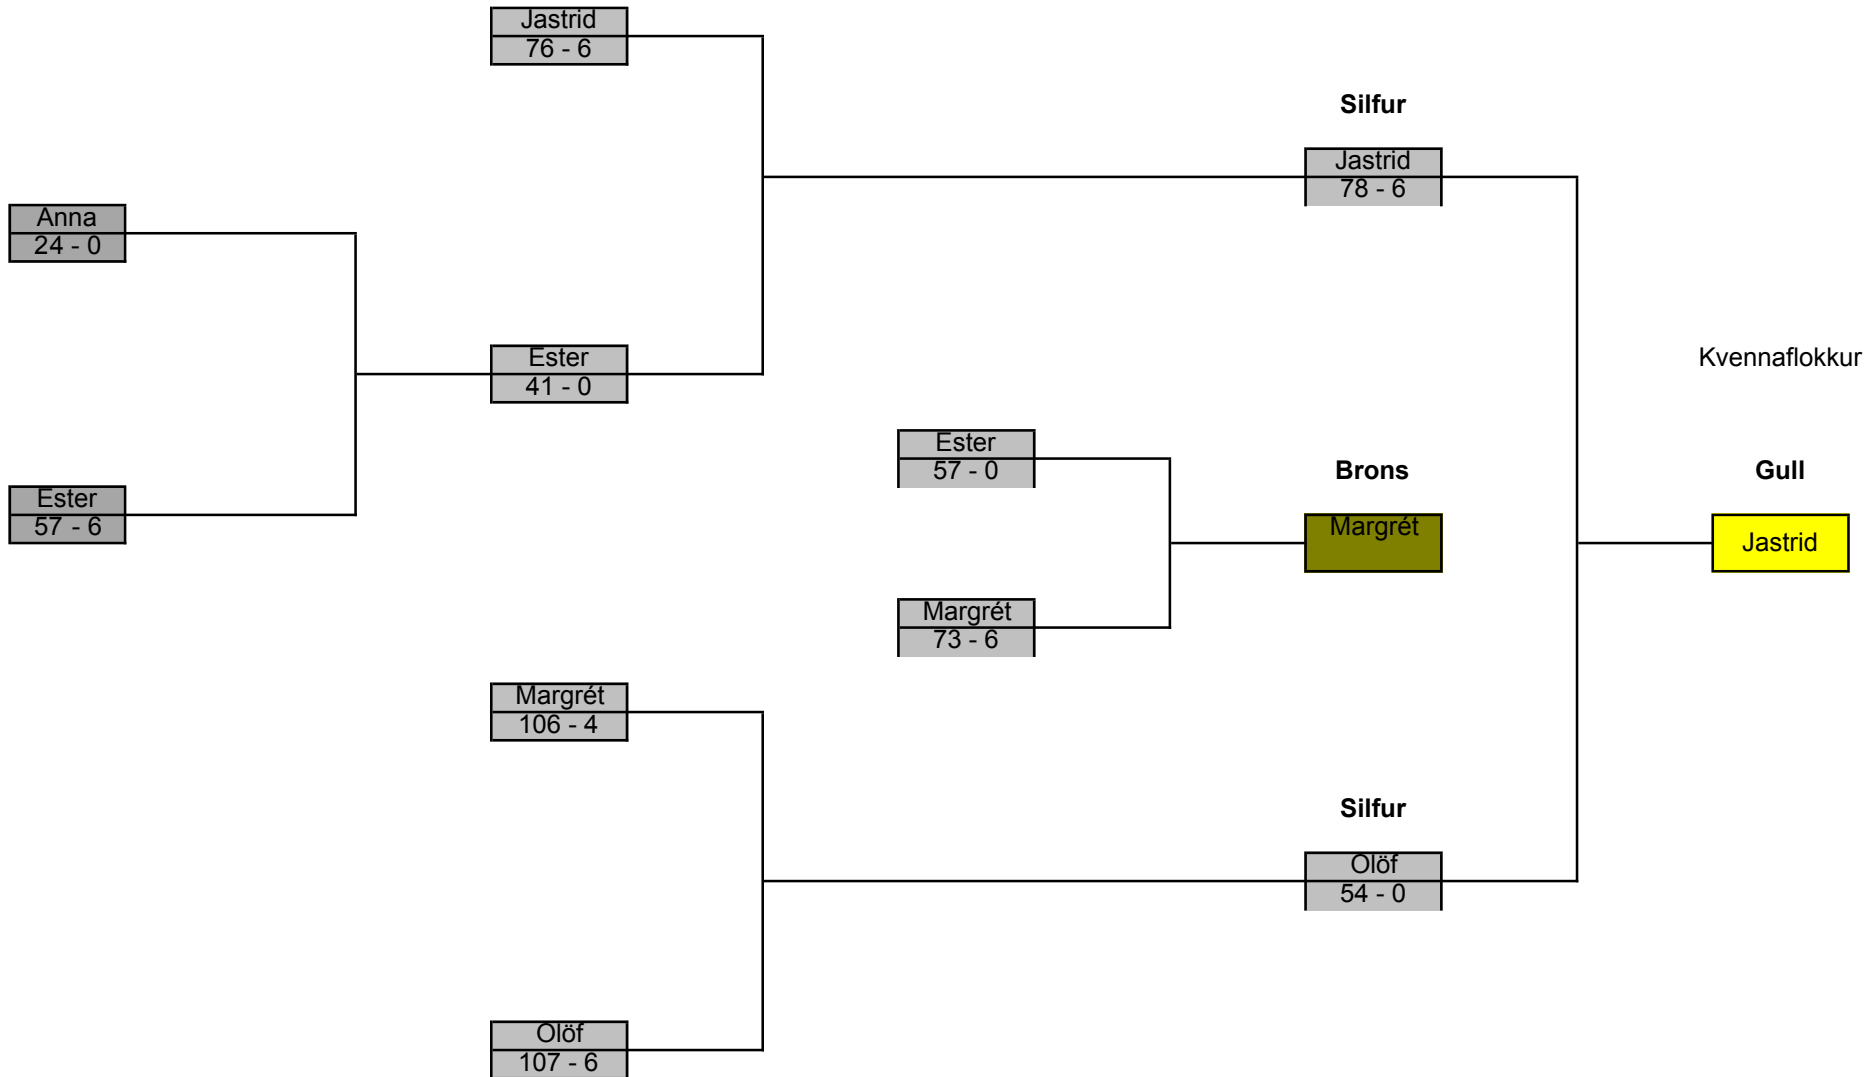 Jastrid
76 - 6
Silfur
Jastrid
78 - 6
Anna
24 - 0
Ester
41 - 0
Kvennaflokkur
Ester
57 - 0
Brons
Gull
Ester
57 - 6
Margrét
Jastrid
Margrét
73 - 6
Margrét
106 - 4
Silfur
Olöf
54 - 0
Olöf
107 - 6